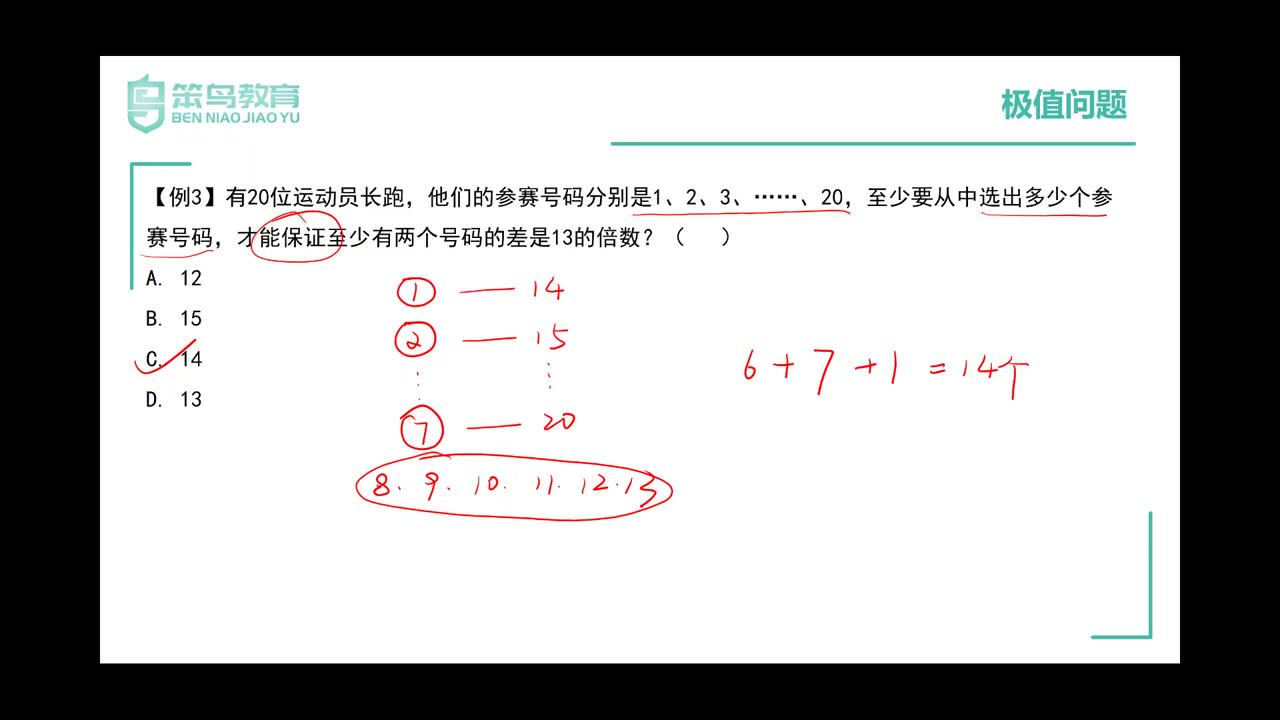 笨鸟教育
BEN NIAO JIAO YU
极值问题
【例3】有20位运动员长跑，他们的参赛号码分别是1、2、3、……、20，至少要从中选出多少个参
赛号码，才能保证至少有两个号码的差是13的倍数？（  ）
A. 12
B. 15
C. 14
D. 13
1 — 14
2 — 15
⋮ ⋮
7 — 20
8. 9. 10. 11. 12. 13
6 + 7 + 1 = 14个